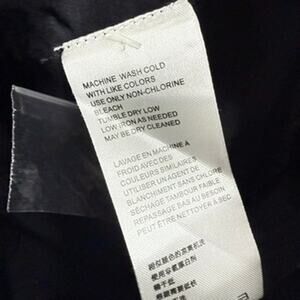 MACHINE WASH COLD
WITH LIKE COLORS
USE ONLY NON-CHLORINE
BLEACH
TUMBLE DRY LOW
LOW IRON AS NEEDED
MAY BE DRY CLEANED
LAVAGE EN MACHINE A
FROID AVEC DES
COULEURS SIMILAIRES
UTILISER UN AGENT DE
BLANCHIMENT SANS CHLORE
SÉCHAGE TAMBOUR FAIBLE
REPASSAGE BAS AU BESOIN
PEUT ÊTRE NETTOYER À SEC